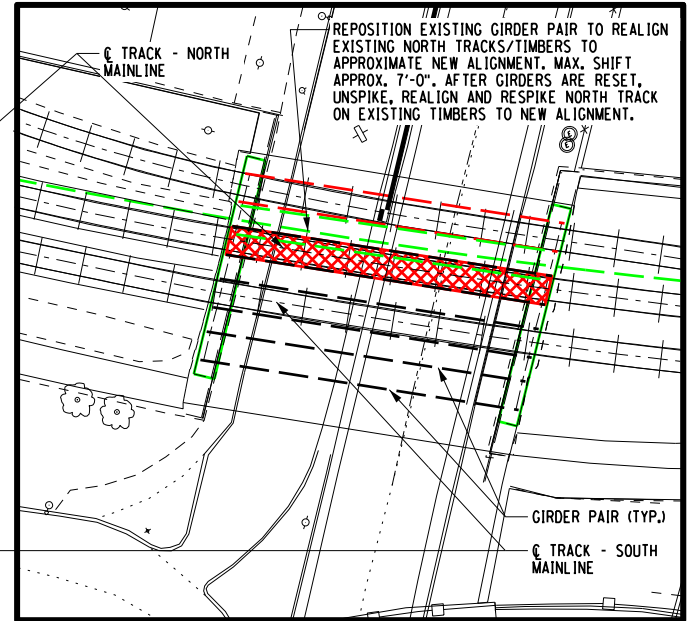 REPOSITION EXISTING GIRDER PAIR TO REALIGN
EXISTING NORTH TRACKS/TIMBERS TO
APPROXIMATE NEW ALIGNMENT. MAX. SHIFT
APPROX. 7'-0". AFTER GIRDERS ARE RESET,
UNSPIKE, REALIGN AND RESPIKE NORTH TRACK
ON EXISTING TIMBERS TO NEW ALIGNMENT.
℄ TRACK - NORTH
MAINLINE
GIRDER PAIR (TYP.)
℄ TRACK - SOUTH
MAINLINE